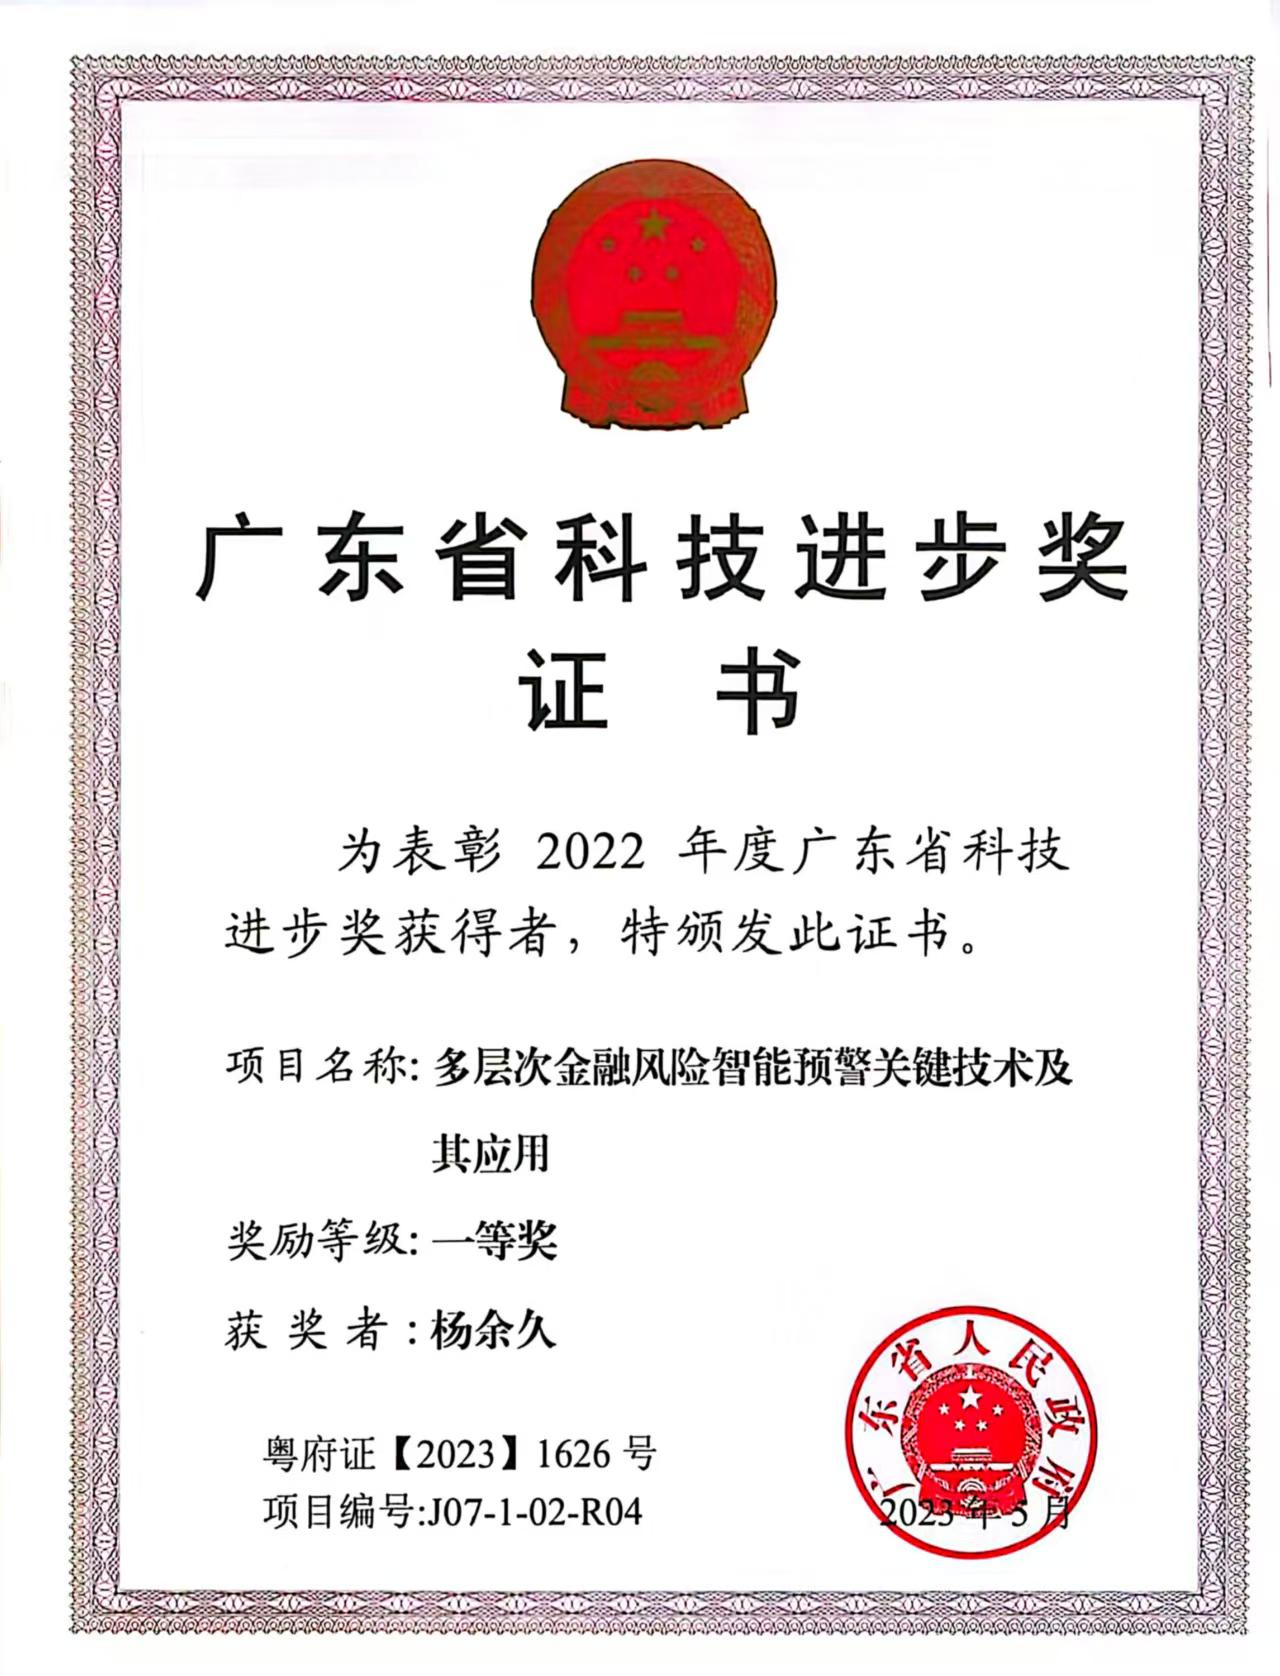 广东省科技进步奖
证书
为表彰 2022 年度广东省科技
进步奖获得者，特颁发此证书。
项目名称:多层次金融风险智能预警关键技术及
其应用
奖励等级:一等奖
获奖者:杨余久
粤府证【2023】1626 号
项目编号:J07-1-02-R04
广东省人民政府
2023 年 5 月